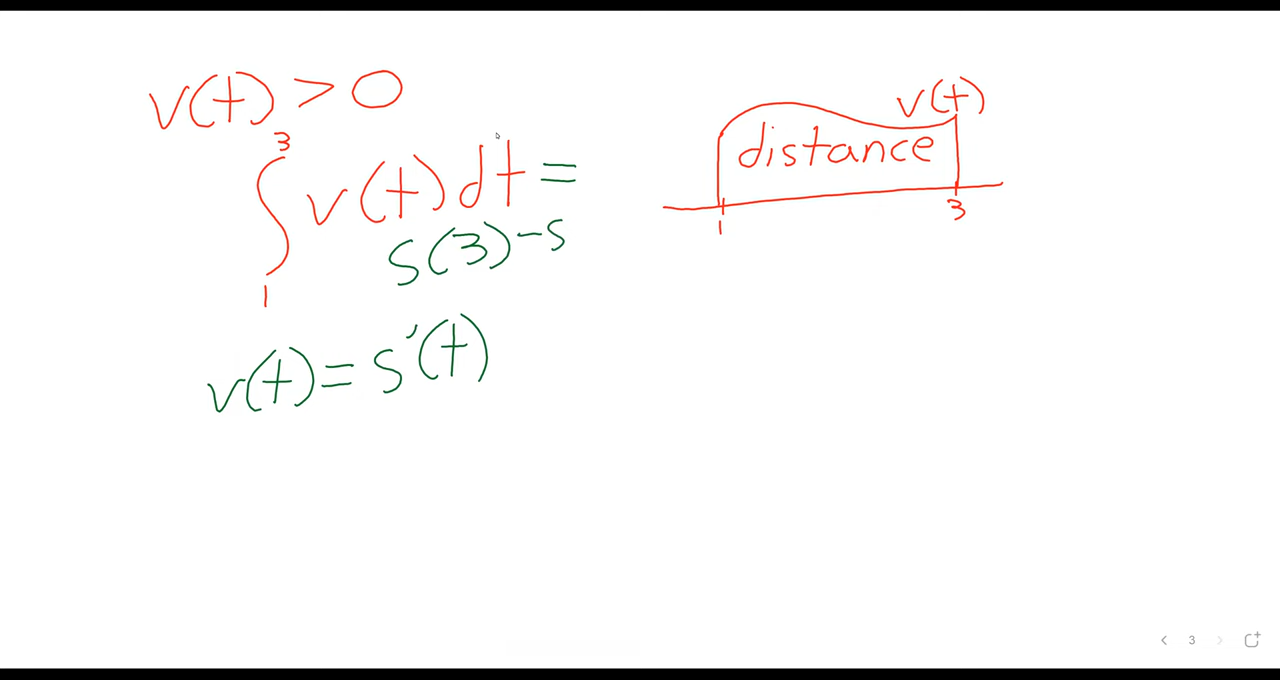 v(t) > 0
∫₁³ v(t) dt =
s(3) - s
v(t) = s'(t)
v(t)
distance
1 3
3